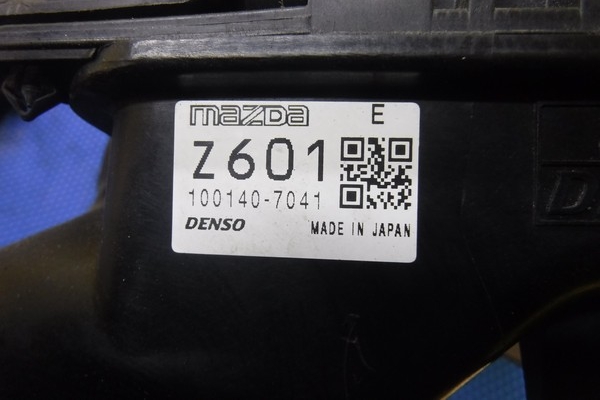 mazda E
Z601
100140-7041
DENSO MADE IN JAPAN
D